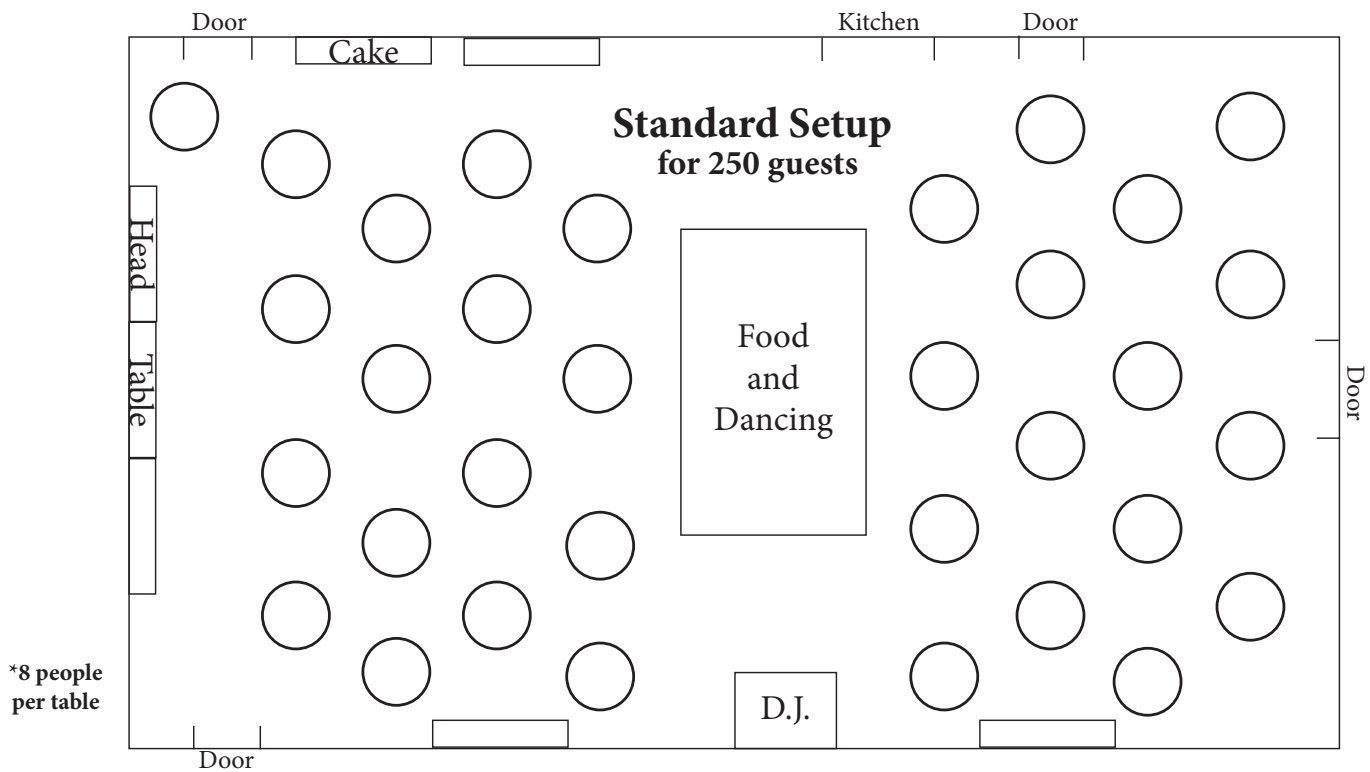 Door
Kitchen
Door
Cake
Standard Setup
for 250 guests
Head
Table
Food
and
Dancing
Door
*8 people
per table
D.J.
Door